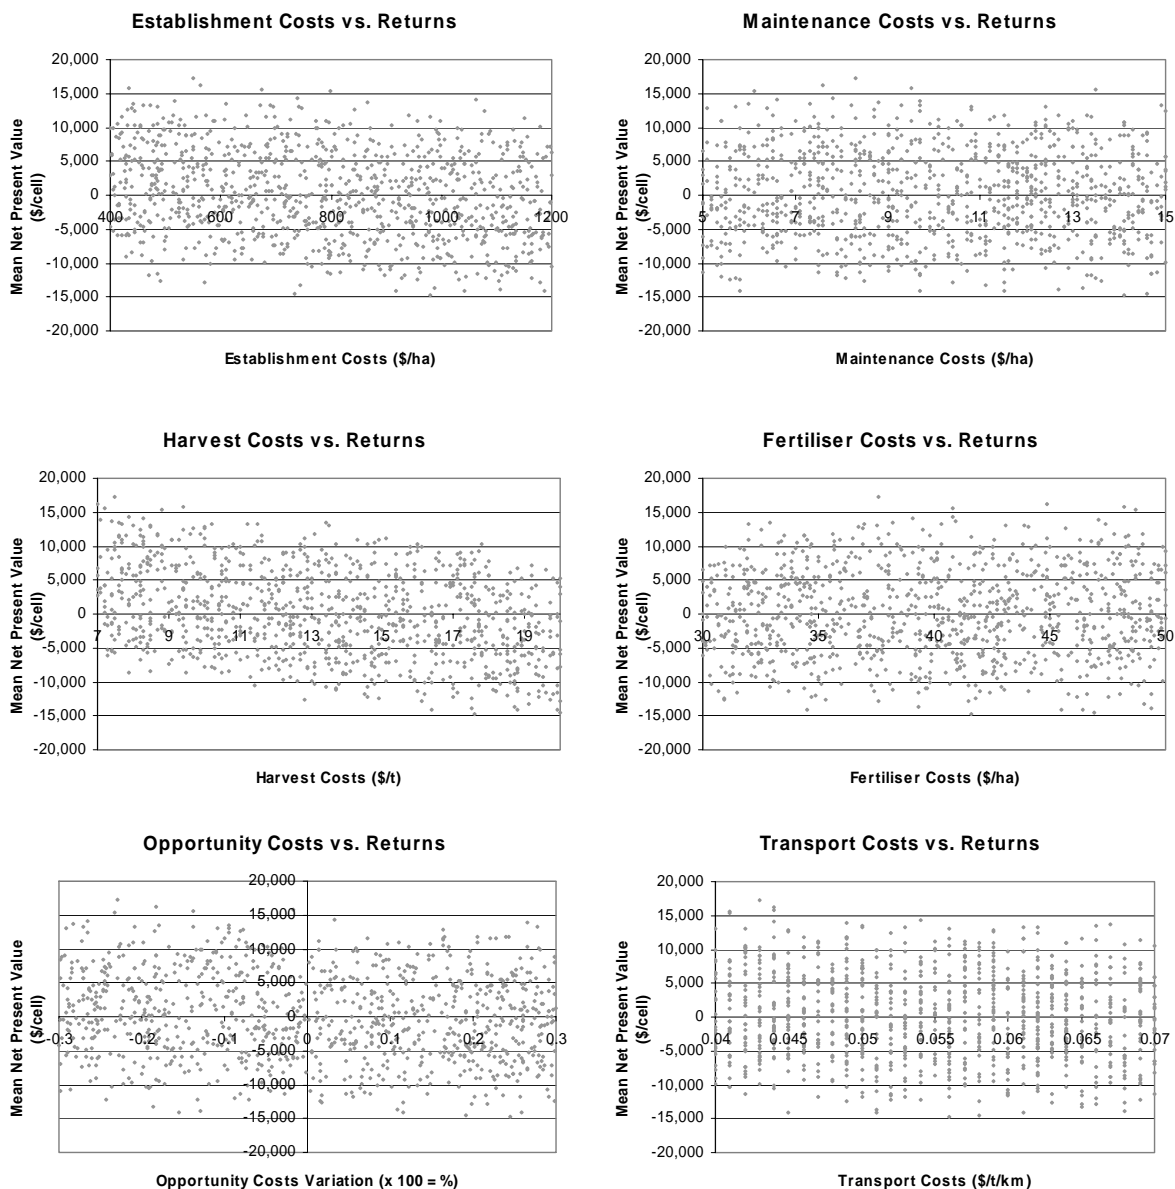 Establishment Costs vs. Returns
Mean Net Present Value
($/cell)
20,000
15,000
10,000
5,000
0
-5,000
-10,000
-15,000
-20,000
400 600 800 1000 1200
Establishment Costs ($/ha)
Maintenance Costs vs. Returns
Mean Net Present Value
($/cell)
20,000
15,000
10,000
5,000
0
-5,000
-10,000
-15,000
-20,000
5 7 9 11 13 15
Maintenance Costs ($/ha)
Harvest Costs vs. Returns
Mean Net Present Value
($/cell)
20,000
15,000
10,000
5,000
0
-5,000
-10,000
-15,000
-20,000
7 9 11 13 15 17 19
Harvest Costs ($/t)
Fertiliser Costs vs. Returns
Mean Net Present Value
($/cell)
20,000
15,000
10,000
5,000
0
-5,000
-10,000
-15,000
-20,000
30 35 40 45 50
Fertiliser Costs ($/ha)
Opportunity Costs vs. Returns
Mean Net Present Value
($/cell)
20,000
15,000
10,000
5,000
0
-5,000
-10,000
-15,000
-20,000
-0.3 -0.2 -0.1 0 0.1 0.2 0.3
Opportunity Costs Variation (x 100 = %)
Transport Costs vs. Returns
Mean Net Present Value
($/cell)
20,000
15,000
10,000
5,000
0
-5,000
-10,000
-15,000
-20,000
0.04 0.045 0.05 0.055 0.06 0.065 0.07
Transport Costs ($/t/km)